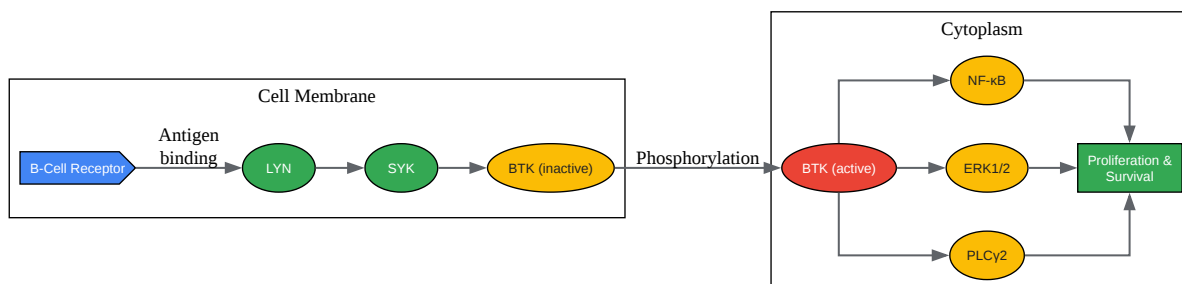 Cytoplasm
Cell Membrane
B-Cell Receptor
Antigen
binding
LYN
SYK
BTK (inactive)
Phosphorylation
BTK (active)
NF-κB
ERK1/2
PLCγ2
Proliferation &
Survival